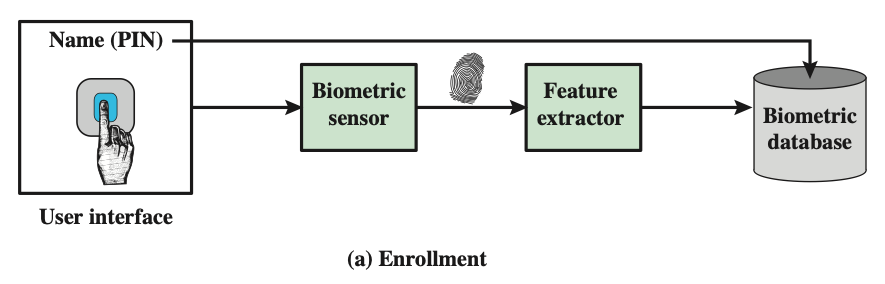 Name (PIN)
Biometric
sensor
Feature
extractor
Biometric
database
User interface
(a) Enrollment